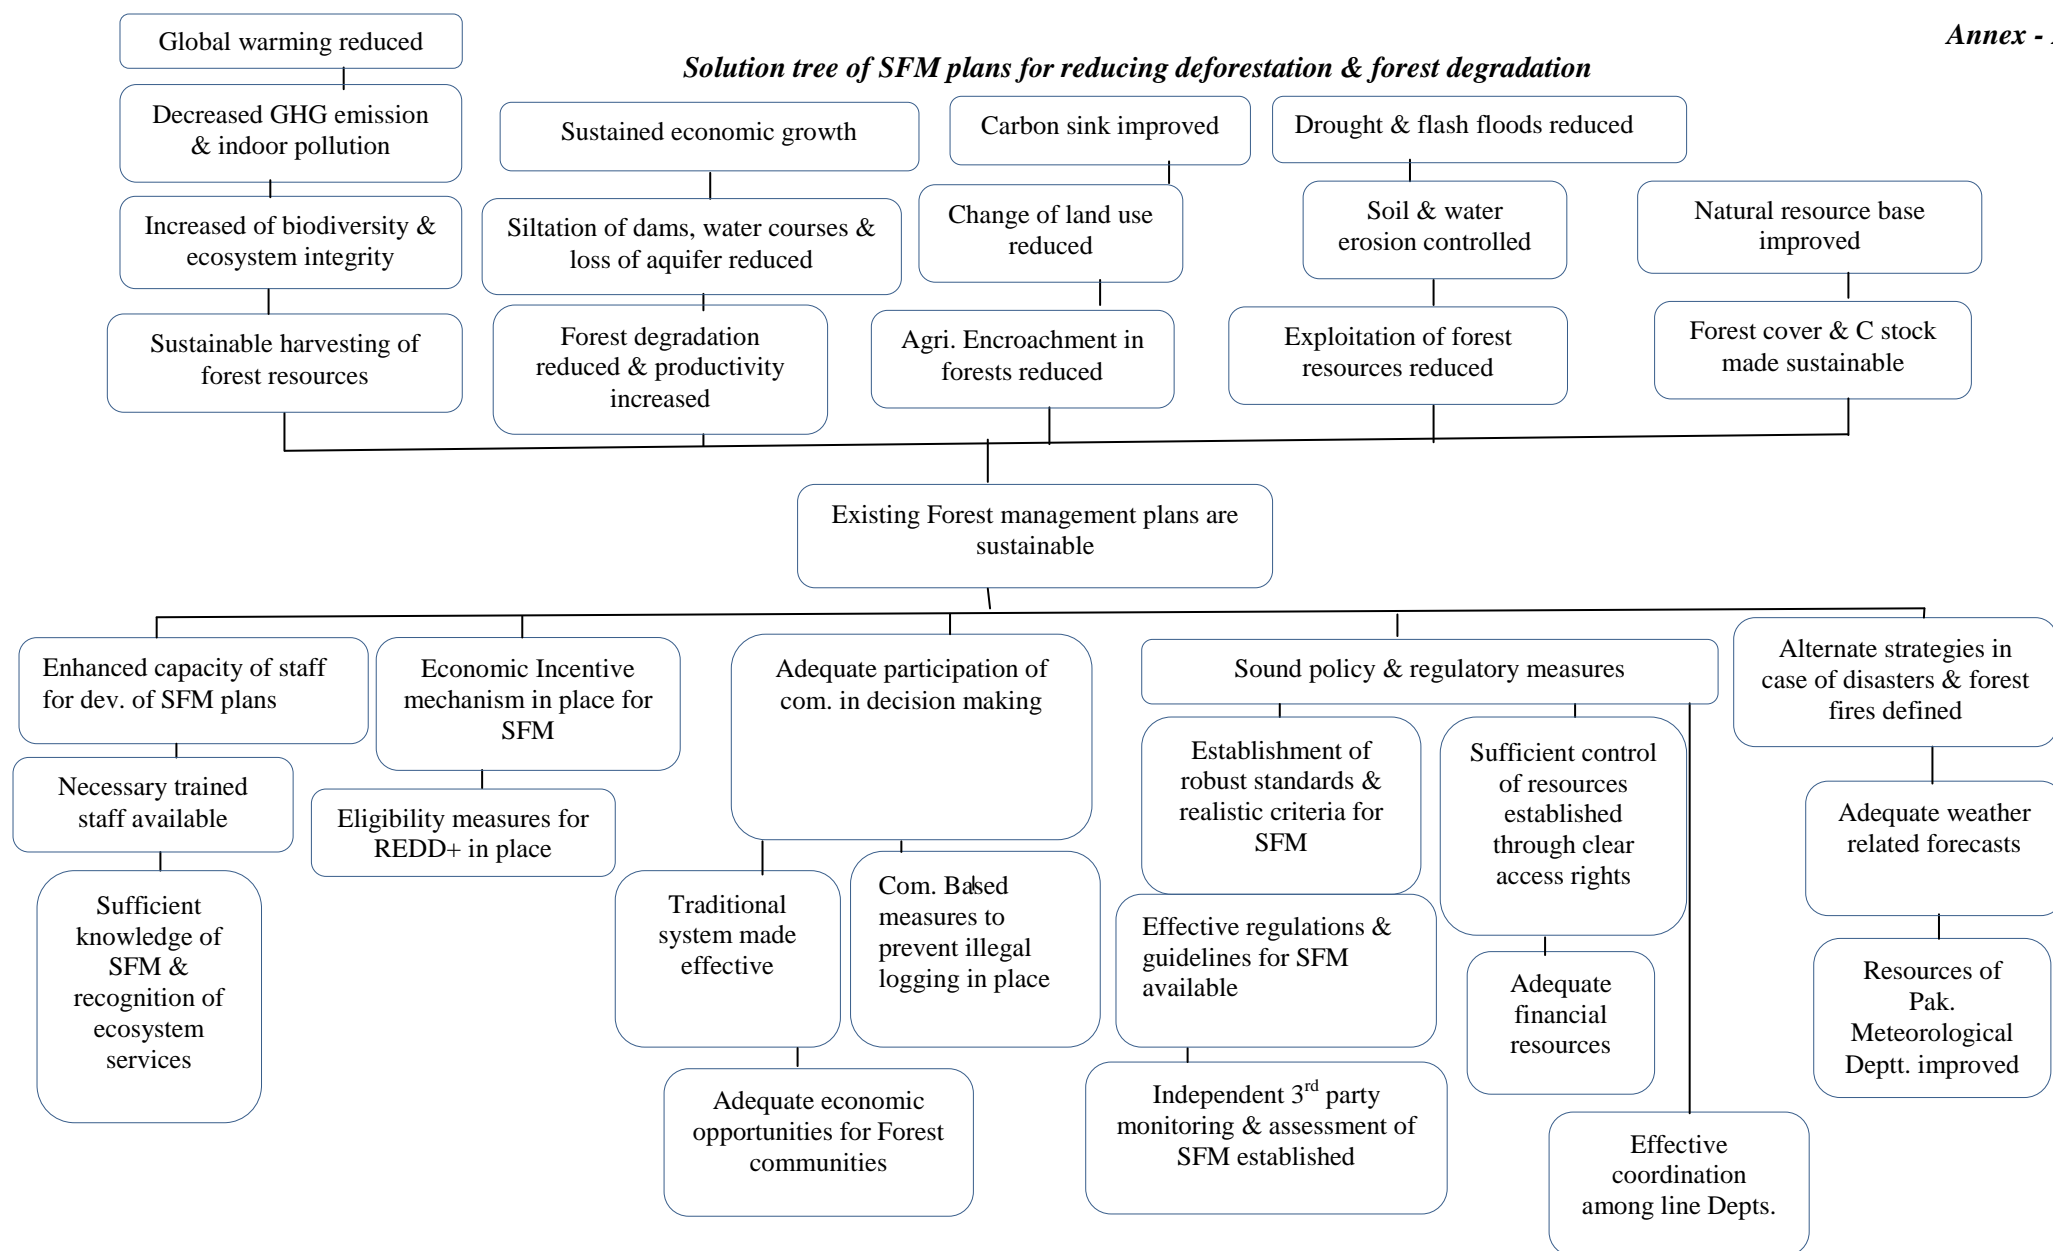 Annex -
Solution tree of SFM plans for reducing deforestation & forest degradation
Global warming reduced
Decreased GHG emission
& indoor pollution
Increased of biodiversity &
ecosystem integrity
Sustainable harvesting of
forest resources
Sustained economic growth
Siltation of dams, water courses &
loss of aquifer reduced
Forest degradation
reduced & productivity
increased
Carbon sink improved
Change of land use
reduced
Agri. Encroachment in
forests reduced
Drought & flash floods reduced
Soil & water
erosion controlled
Exploitation of forest
resources reduced
Natural resource base
improved
Forest cover & C stock
made sustainable
Existing Forest management plans are
sustainable
Enhanced capacity of staff
for dev. of SFM plans
Necessary trained
staff available
Sufficient
knowledge of
SFM &
recognition of
ecosystem
services
Economic Incentive
mechanism in place for
SFM
Eligibility measures for
REDD+ in place
Adequate participation of
com. in decision making
Traditional
system made
effective
Com. Based
measures to
prevent illegal
logging in place
Adequate economic
opportunities for Forest
communities
Sound policy & regulatory measures
Establishment of
robust standards &
realistic criteria for
SFM
Effective regulations &
guidelines for SFM
available
Independent 3rd party
monitoring & assessment of
SFM established
Sufficient control
of resources
established
through clear
access rights
Adequate
financial
resources
Effective
coordination
among line Depts.
Alternate strategies in
case of disasters & forest
fires defined
Adequate weather
related forecasts
Resources of
Pak.
Meteorological
Deptt. improved